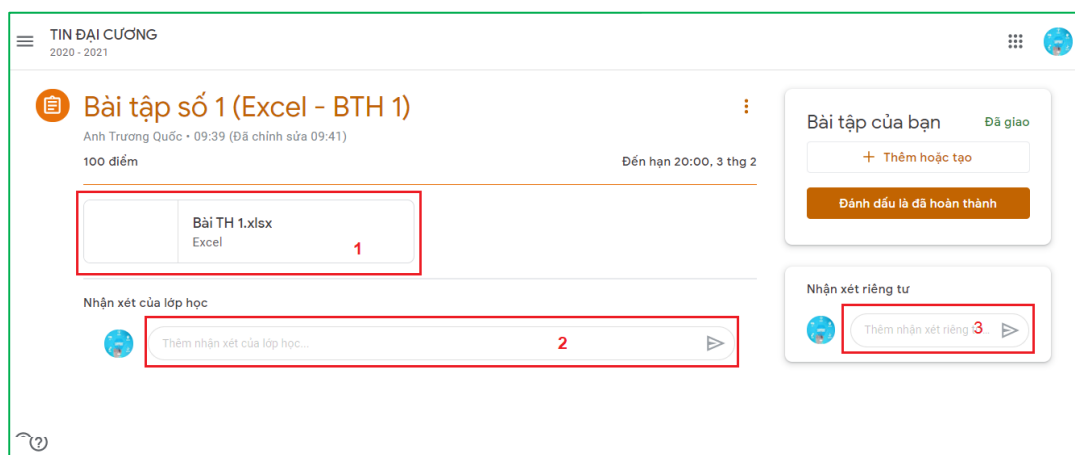 TIN ĐẠI CƯƠNG
2020 - 2021
Bài tập số 1 (Excel - BTH 1)
Anh Trương Quốc • 09:39 (Đã chỉnh sửa 09:41)
100 điểm
Đến hạn 20:00, 3 thg 2
Bài TH 1.xlsx
Excel
1
Nhận xét của lớp học
Thêm nhận xét của lớp học...
2
Bài tập của bạn
Đã giao
+ Thêm hoặc tạo
Đánh dấu là đã hoàn thành
Nhận xét riêng tư
Thêm nhận xét riêng
3